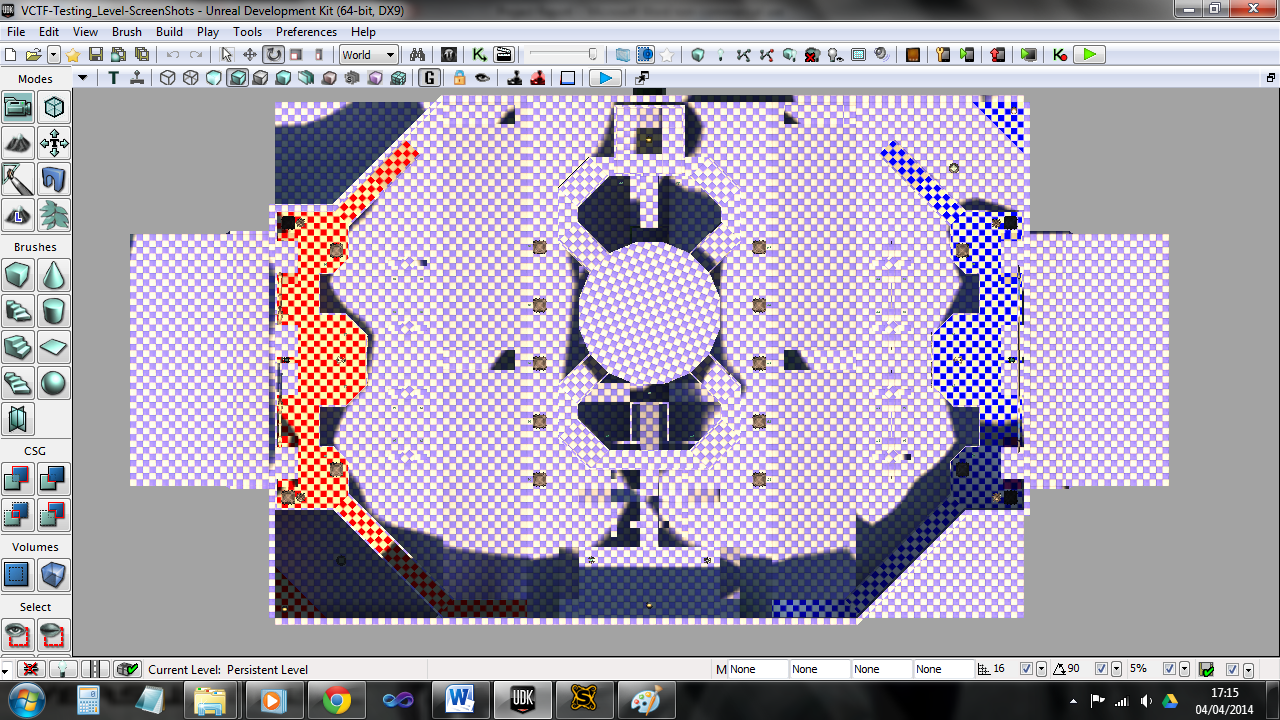 UDK VCTF-Testing_Level-ScreenShots - Unreal Development Kit (64-bit, DX9)
File Edit View Brush Build Play Tools Preferences Help
World
Modes
T G
L
Brushes
CSG
Volumes
Select
Current Level: Persistent Level M None None None None 16 90 5%
W UDK 17:15
04/04/2014